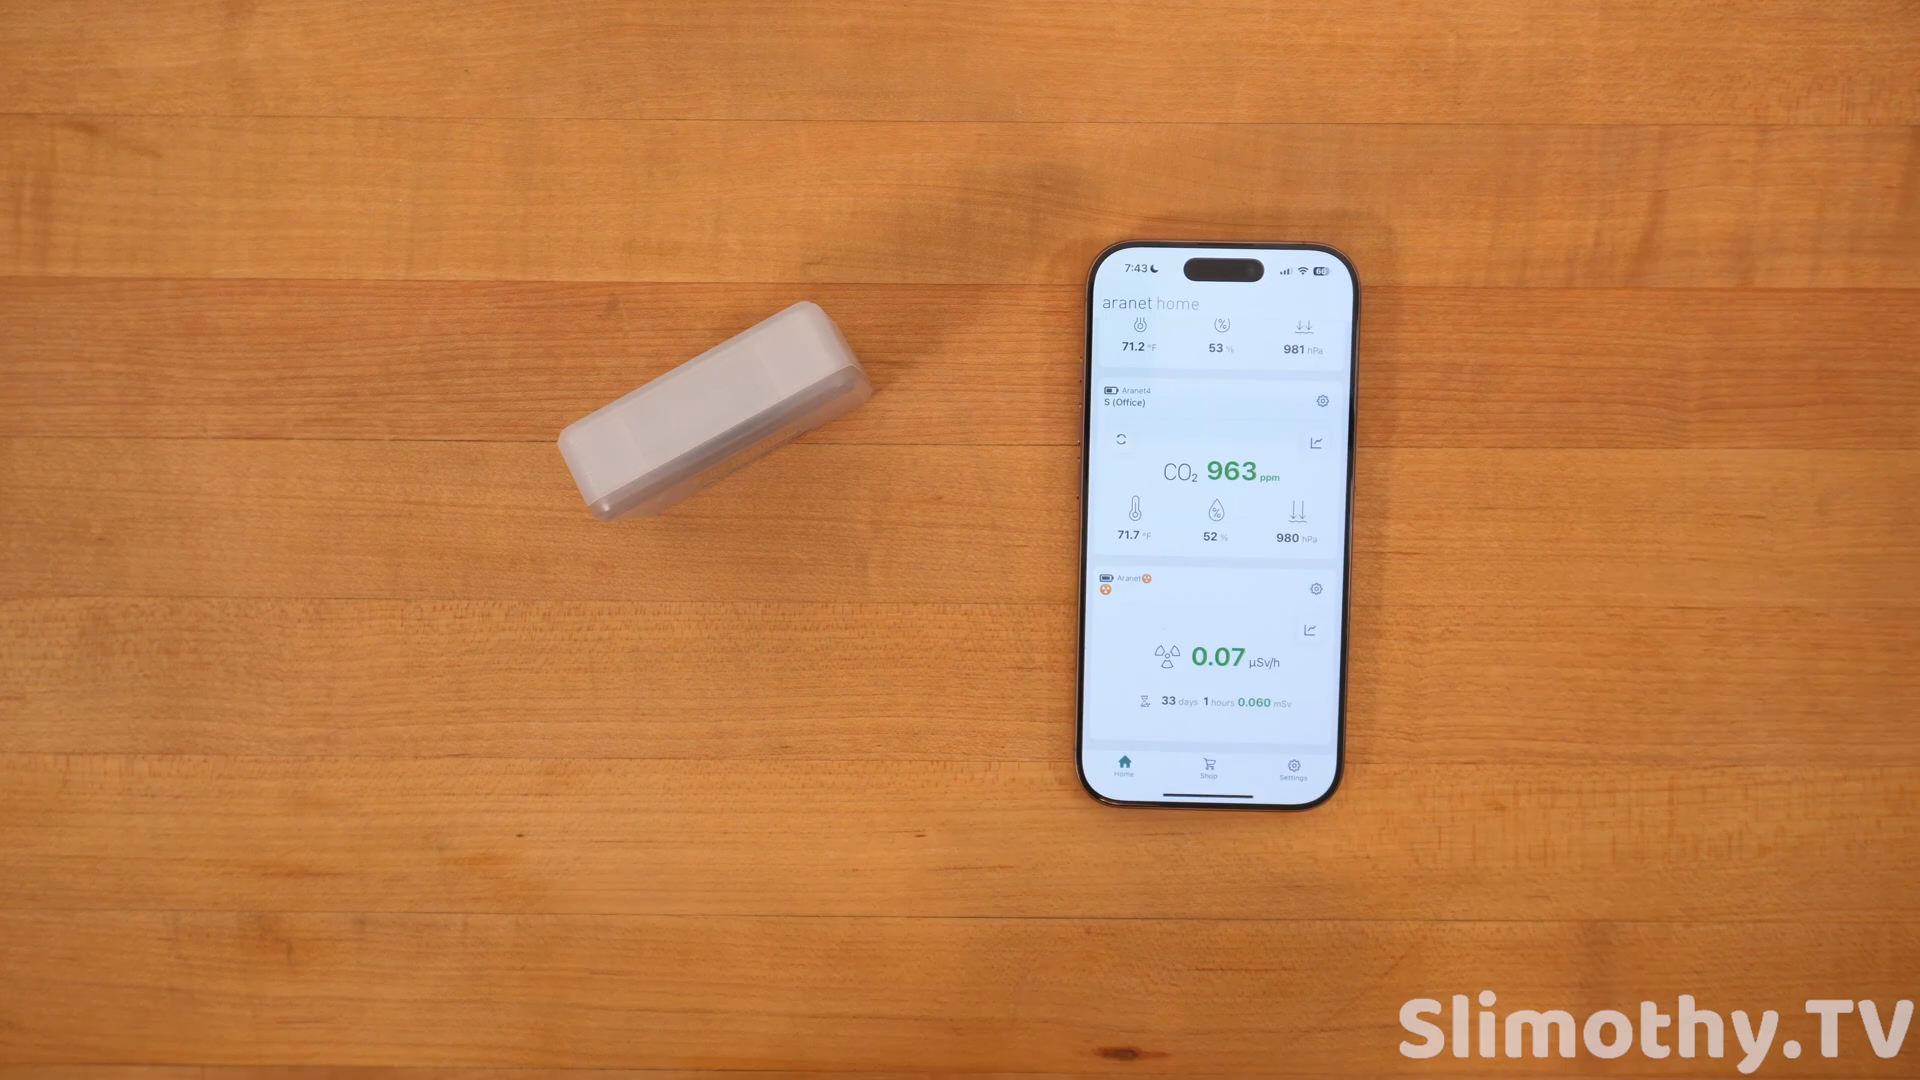 7:43
60
aranet home
71.2 °F
53 %
981 hPa
Aranet4
S (Office)
CO₂ 963 ppm
%
71.7 °F
52 %
980 hPa
Aranet☢
0.07 µSv/h
33 days 1 hours 0.060 mSv
Home
Shop
Settings
Slimothy.TV